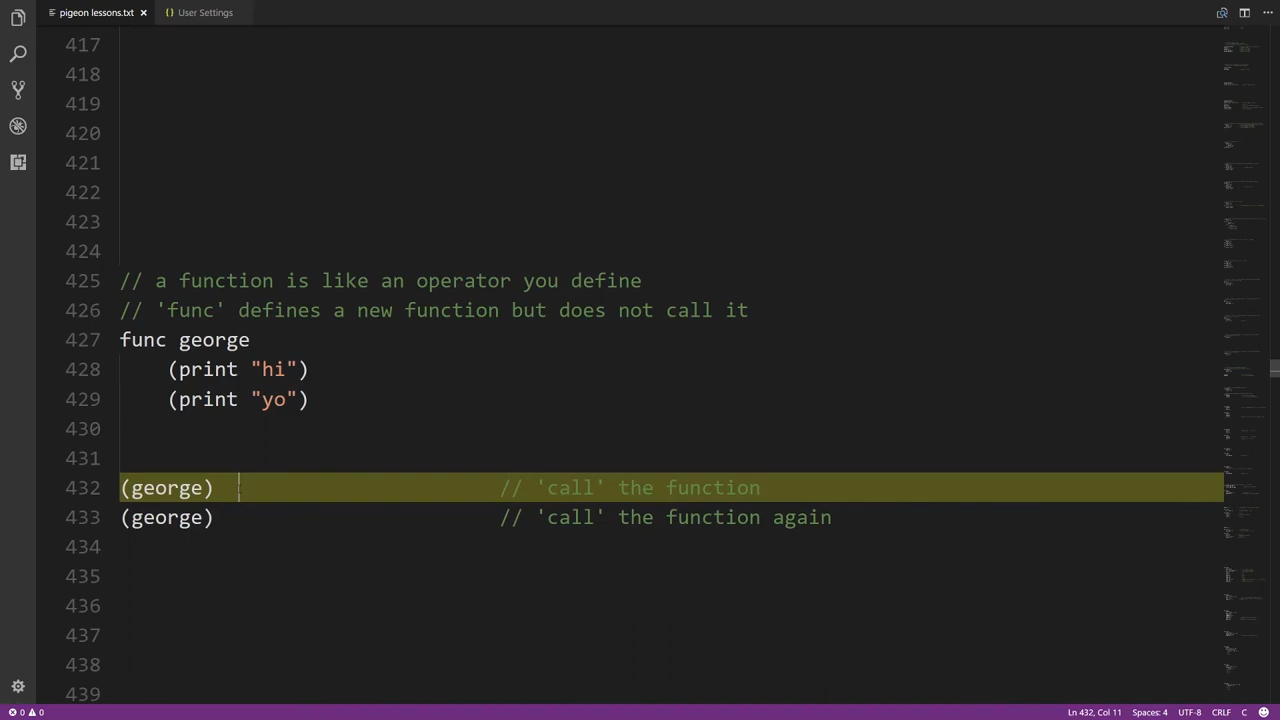 pigeon lessons.txt × {} User Settings
417
418
419
420
421
422
423
424
425 // a function is like an operator you define
426 // 'func' defines a new function but does not call it
427 func george
428 (print "hi")
429 (print "yo")
430
431
432 (george) // 'call' the function
433 (george) // 'call' the function again
434
435
436
437
438
439
0 0 Ln 432, Col 11 Spaces: 4 UTF-8 CRLF C